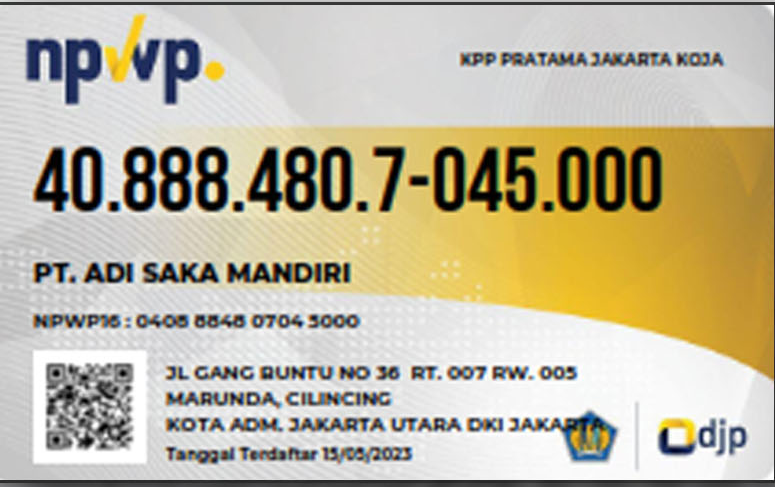 npwp.
KPP PRATAMA JAKARTA KOJA
40.888.480.7-045.000
PT. ADI SAKA MANDIRI
NPWP16 : 0408 8848 0704 5000
JL GANG BUNTU NO 36 RT. 007 RW. 005
MARUNDA, CILINCING
KOTA ADM. JAKARTA UTARA DKI JAKARTA
Tanggal Terdaftar 15/05/2023
djp